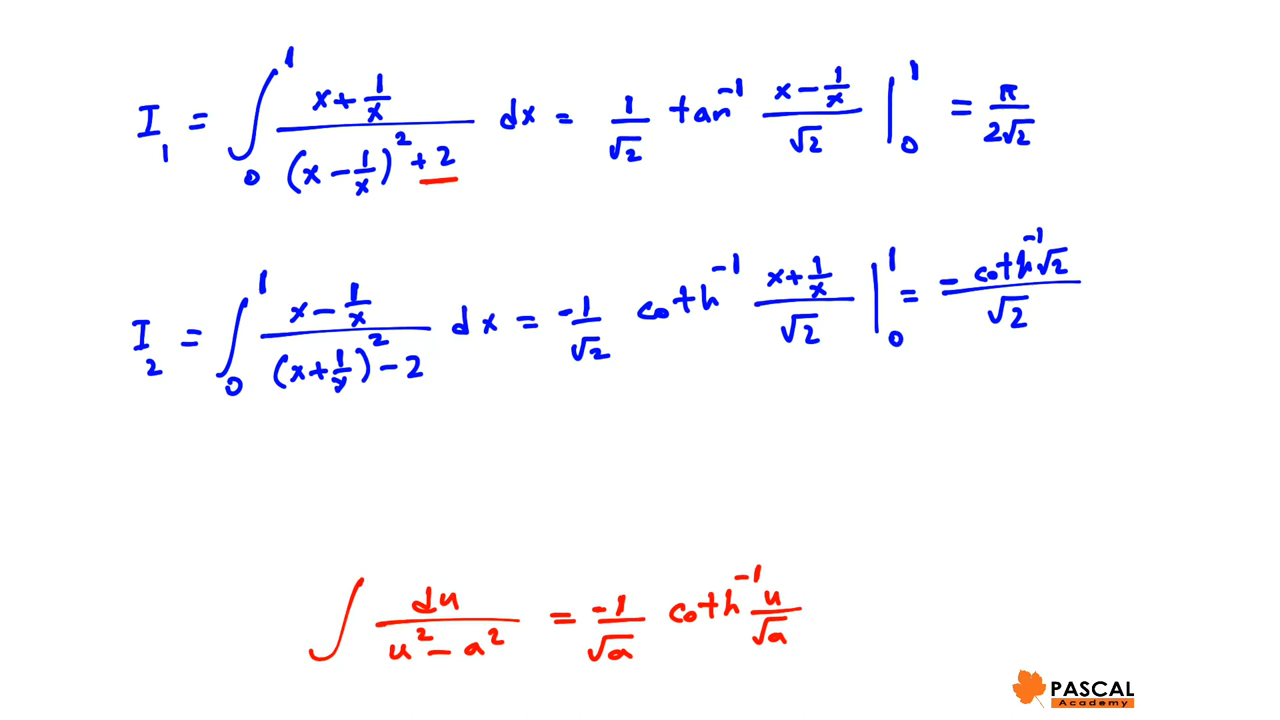 I₁ = ∫₀¹ (x + 1/x) / ((x − 1/x)² + 2) dx = 1/√2 tan⁻¹ (x − 1/x)/√2 |₀¹ = π/(2√2)
I₂ = ∫₀¹ (x − 1/x) / ((x + 1/x)² − 2) dx = −1/√2 coth⁻¹ (x + 1/x)/√2 |₀¹ = −coth⁻¹√2 / √2
∫ du / (u² − a²) = −1/√a coth⁻¹ u/√a
PASCAL
Academy